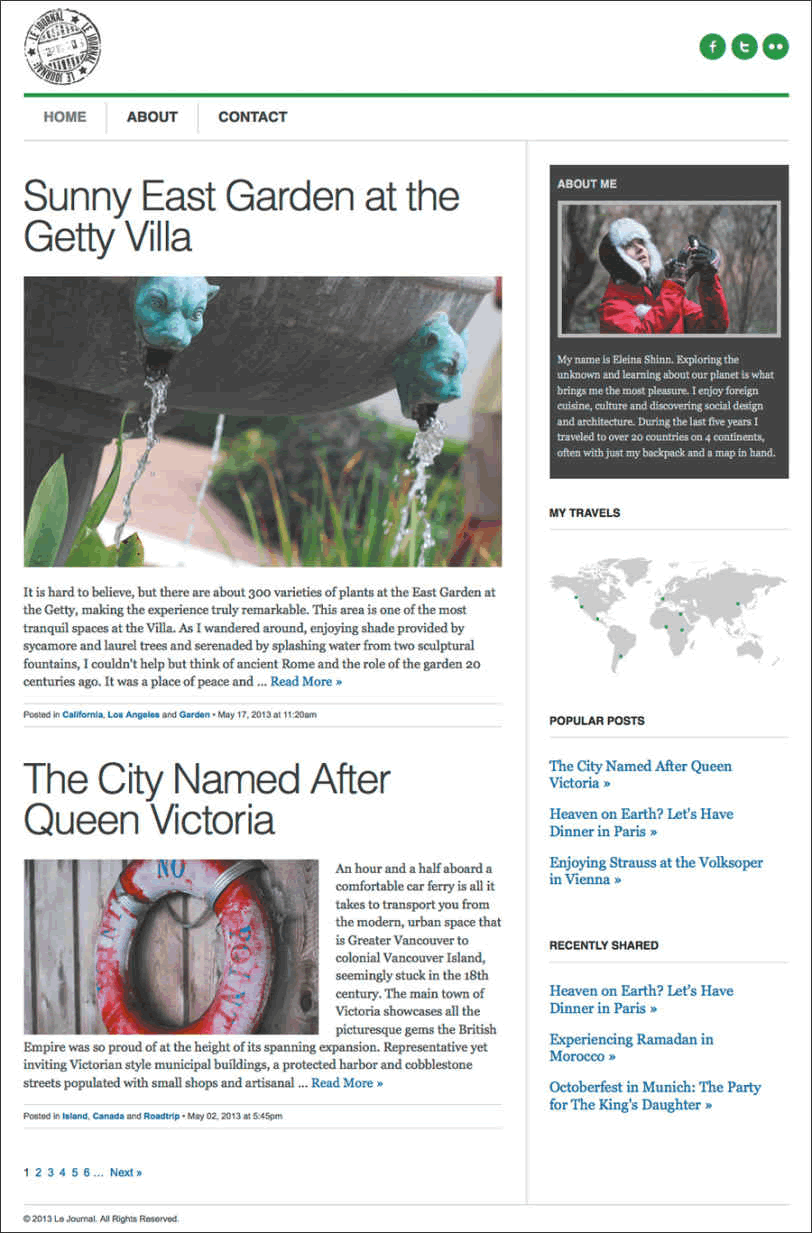 LE JOURNAL
LE JOURNAL
LE JOURNAL
HOME
ABOUT
CONTACT
Sunny East Garden at the
Getty Villa
It is hard to believe, but there are about 300 varieties of plants at the East Garden at
the Getty, making the experience truly remarkable. This area is one of the most
tranquil spaces at the Villa. As I wandered around, enjoying shade provided by
sycamore and laurel trees and serenaded by splashing water from two sculptural
fountains, I couldn't help but think of ancient Rome and the role of the garden 20
centuries ago. It was a place of peace and ... Read More »
Posted in California, Los Angeles and Garden • May 17, 2013 at 11:20am
The City Named After
Queen Victoria
NO
POINT
An hour and a half aboard a
comfortable car ferry is all it
takes to transport you from
the modern, urban space that
is Greater Vancouver to
colonial Vancouver Island,
seemingly stuck in the 18th
century. The main town of
Victoria showcases all the
picturesque gems the British
Empire was so proud of at the height of its spanning expansion. Representative yet
inviting Victorian style municipal buildings, a protected harbor and cobblestone
streets populated with small shops and artisanal ... Read More »
Posted in Island, Canada and Roadtrip • May 02, 2013 at 5:45pm
1 2 3 4 5 6 ... Next »
ABOUT ME
My name is Eleina Shinn. Exploring the
unknown and learning about our planet is what
brings me the most pleasure. I enjoy foreign
cuisine, culture and discovering social design
and architecture. During the last five years I
traveled to over 20 countries on 4 continents,
often with just my backpack and a map in hand.
MY TRAVELS
POPULAR POSTS
The City Named After Queen
Victoria »
Heaven on Earth? Let's Have
Dinner in Paris »
Enjoying Strauss at the Volksoper
in Vienna »
RECENTLY SHARED
Heaven on Earth? Let's Have
Dinner in Paris »
Experiencing Ramadan in
Morocco »
Octoberfest in Munich: The Party
for The King's Daughter »
© 2013 Le Journal. All Rights Reserved.